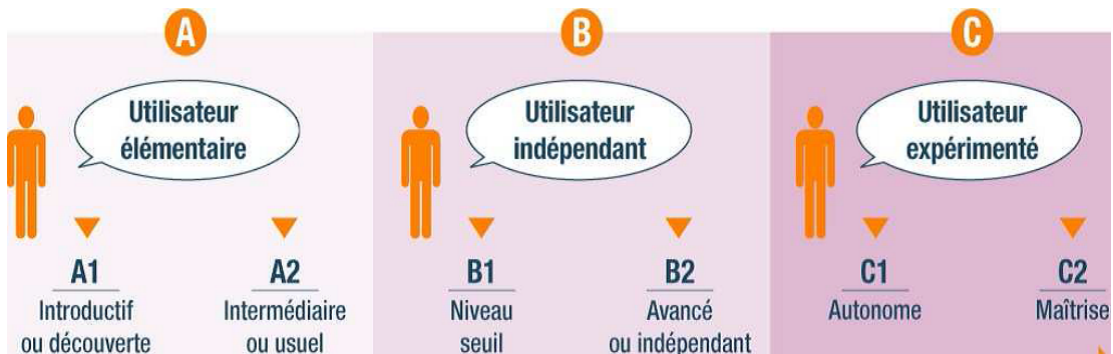 A
B
C
Utilisateur
élémentaire
Utilisateur
indépendant
Utilisateur
expérimenté
A1
Introductif
ou découverte
A2
Intermédiaire
ou usuel
B1
Niveau
seuil
B2
Avancé
ou indépendant
C1
Autonome
C2
Maîtrise